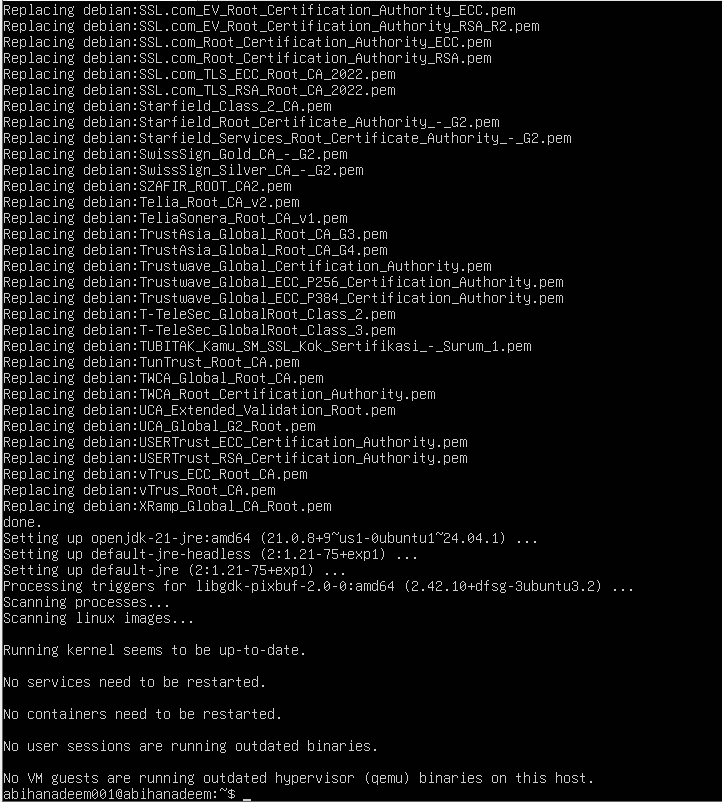 Replacing debian:SSL.com_EV_Root_Certification_Authority_ECC.pem
Replacing debian:SSL.com_EV_Root_Certification_Authority_RSA_R2.pem
Replacing debian:SSL.com_Root_Certification_Authority_ECC.pem
Replacing debian:SSL.com_Root_Certification_Authority_RSA.pem
Replacing debian:SSL.com_TLS_ECC_Root_CA_2022.pem
Replacing debian:SSL.com_TLS_RSA_Root_CA_2022.pem
Replacing debian:Starfield_Class_2_CA.pem
Replacing debian:Starfield_Root_Certificate_Authority_-_G2.pem
Replacing debian:Starfield_Services_Root_Certificate_Authority_-_G2.pem
Replacing debian:SwissSign_Gold_CA_-_G2.pem
Replacing debian:SwissSign_Silver_CA_-_G2.pem
Replacing debian:SZAFIR_ROOT_CA2.pem
Replacing debian:Telia_Root_CA_v2.pem
Replacing debian:TeliaSonera_Root_CA_v1.pem
Replacing debian:TrustAsia_Global_Root_CA_G3.pem
Replacing debian:TrustAsia_Global_Root_CA_G4.pem
Replacing debian:Trustwave_Global_Certification_Authority.pem
Replacing debian:Trustwave_Global_ECC_P256_Certification_Authority.pem
Replacing debian:Trustwave_Global_ECC_P384_Certification_Authority.pem
Replacing debian:T-TeleSec_GlobalRoot_Class_2.pem
Replacing debian:T-TeleSec_GlobalRoot_Class_3.pem
Replacing debian:TUBITAK_Kamu_SM_SSL_Kok_Sertifikasi_-_Surum_1.pem
Replacing debian:TunTrust_Root_CA.pem
Replacing debian:TWCA_Global_Root_CA.pem
Replacing debian:TWCA_Root_Certification_Authority.pem
Replacing debian:UCA_Extended_Validation_Root.pem
Replacing debian:UCA_Global_G2_Root.pem
Replacing debian:USERTrust_ECC_Certification_Authority.pem
Replacing debian:USERTrust_RSA_Certification_Authority.pem
Replacing debian:vTrus_ECC_Root_CA.pem
Replacing debian:vTrus_Root_CA.pem
Replacing debian:XRamp_Global_CA_Root.pem
done.
Setting up openjdk-21-jre:amd64 (21.0.8+9~us1-0ubuntu1~24.04.1) ...
Setting up default-jre-headless (2:1.21-75+exp1) ...
Setting up default-jre (2:1.21-75+exp1) ...
Processing triggers for libgdk-pixbuf-2.0-0:amd64 (2.42.10+dfsg-3ubuntu3.2) ...
Scanning processes...
Scanning linux images...
Running kernel seems to be up-to-date.
No services need to be restarted.
No containers need to be restarted.
No user sessions are running outdated binaries.
No VM guests are running outdated hypervisor (qemu) binaries on this host.
abihanadeem001@abihanadeem:~$ _